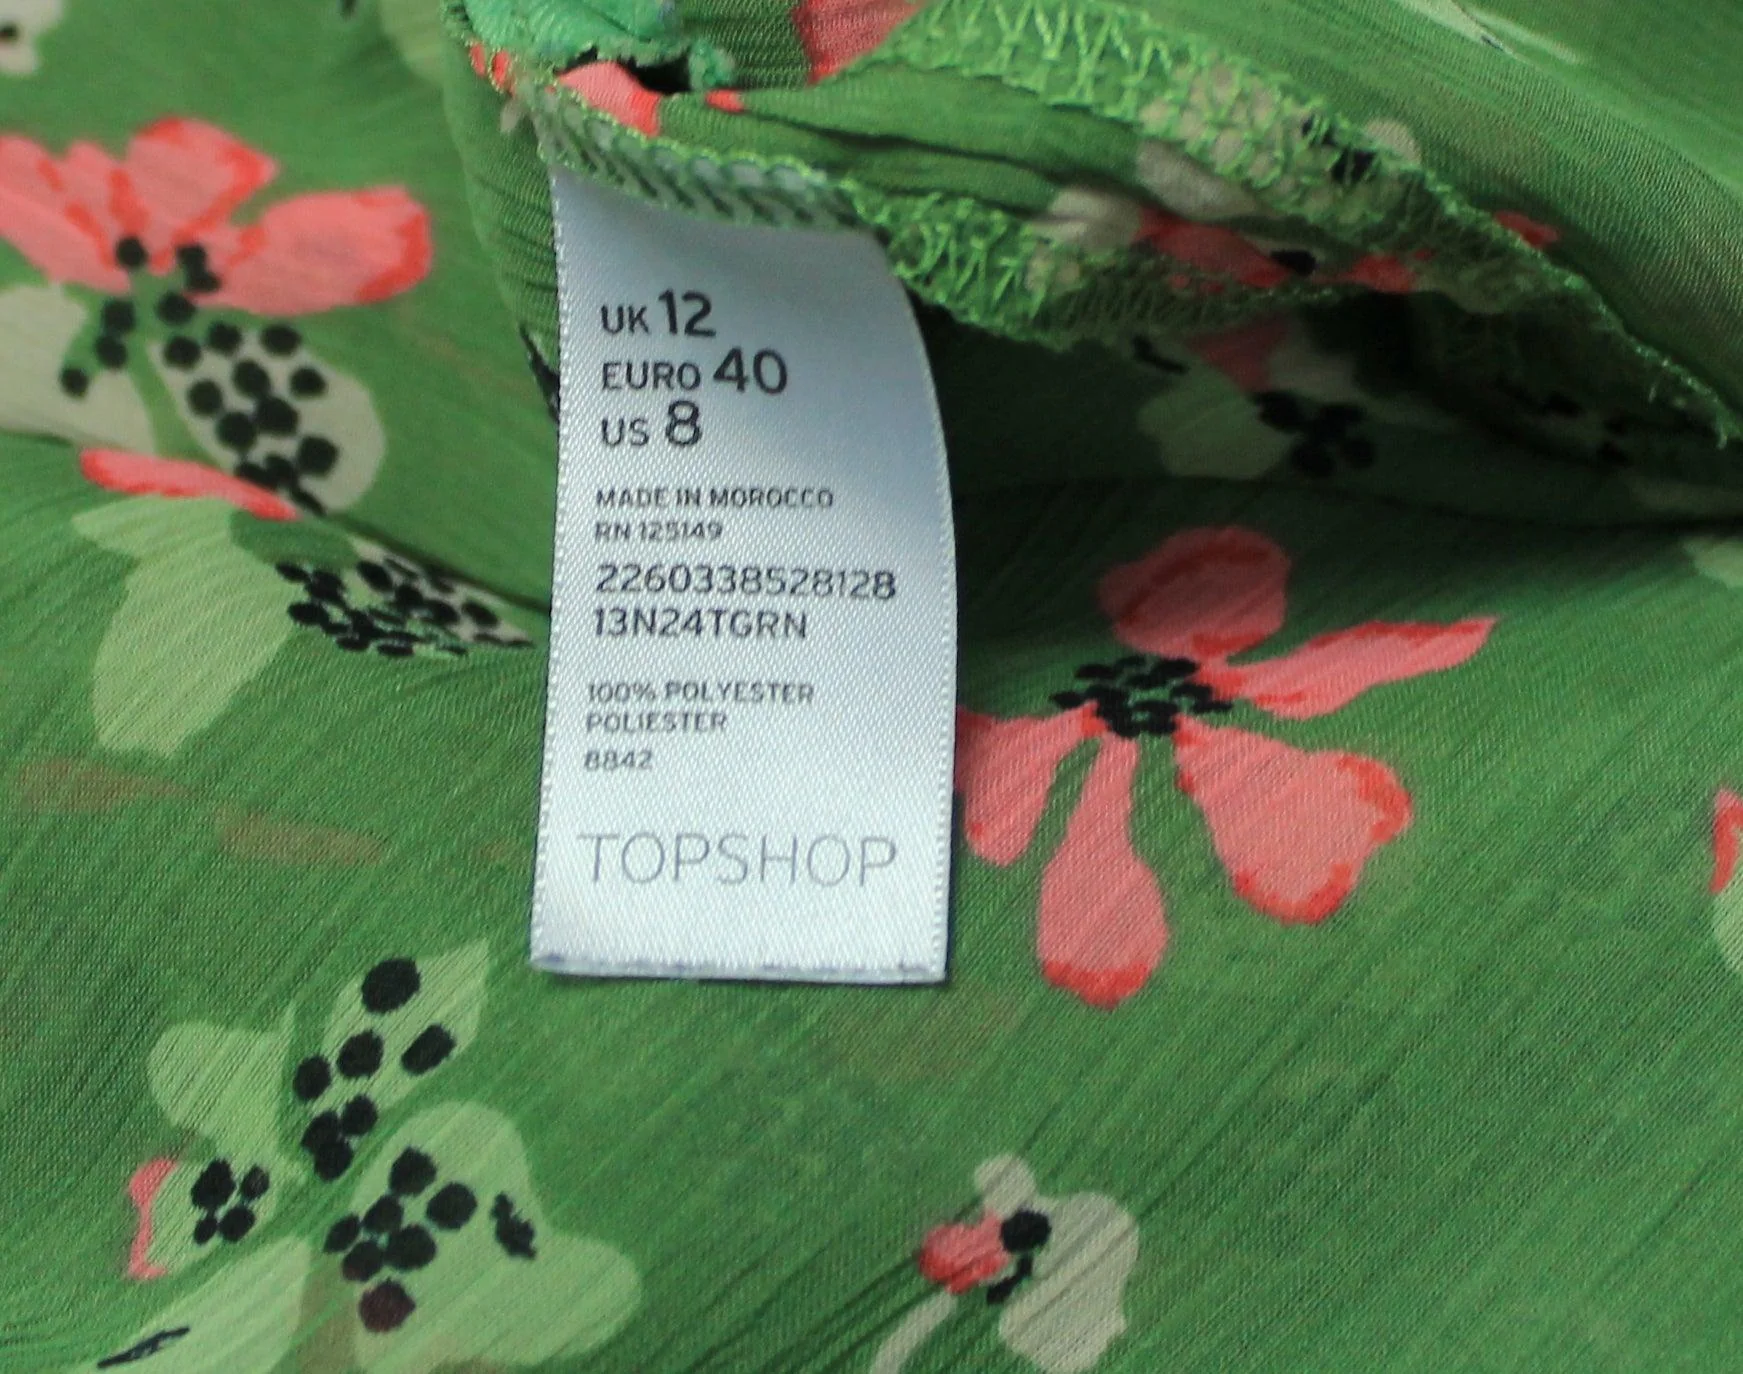 UK 12
EURO 40
US 8
MADE IN MOROCCO
RN 125149
2260338528128
13N24TGRN
100% POLYESTER
POLIESTER
8842
TOPSHOP